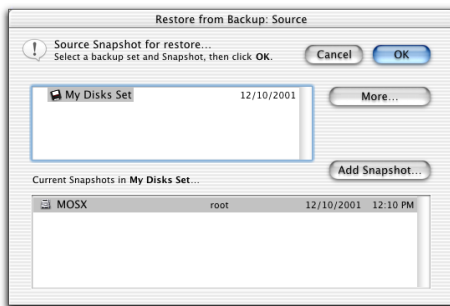 Restore from Backup: Source
Source Snapshot for restore...
Select a backup set and Snapshot, then click OK.
Cancel
OK
My Disks Set 12/10/2001
More...
Add Snapshot...
Current Snapshots in My Disks Set...
MOSX root 12/10/2001 12:10 PM